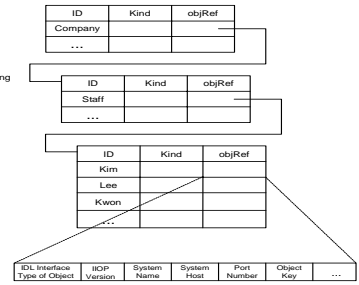 ID Kind objRef
Company
...
ng
ID Kind objRef
Staff
...
ID Kind objRef
Kim
Lee
Kwon
...
IDL Interface Type of Object IIOP Version System Name System Host Port Number Object Key ...